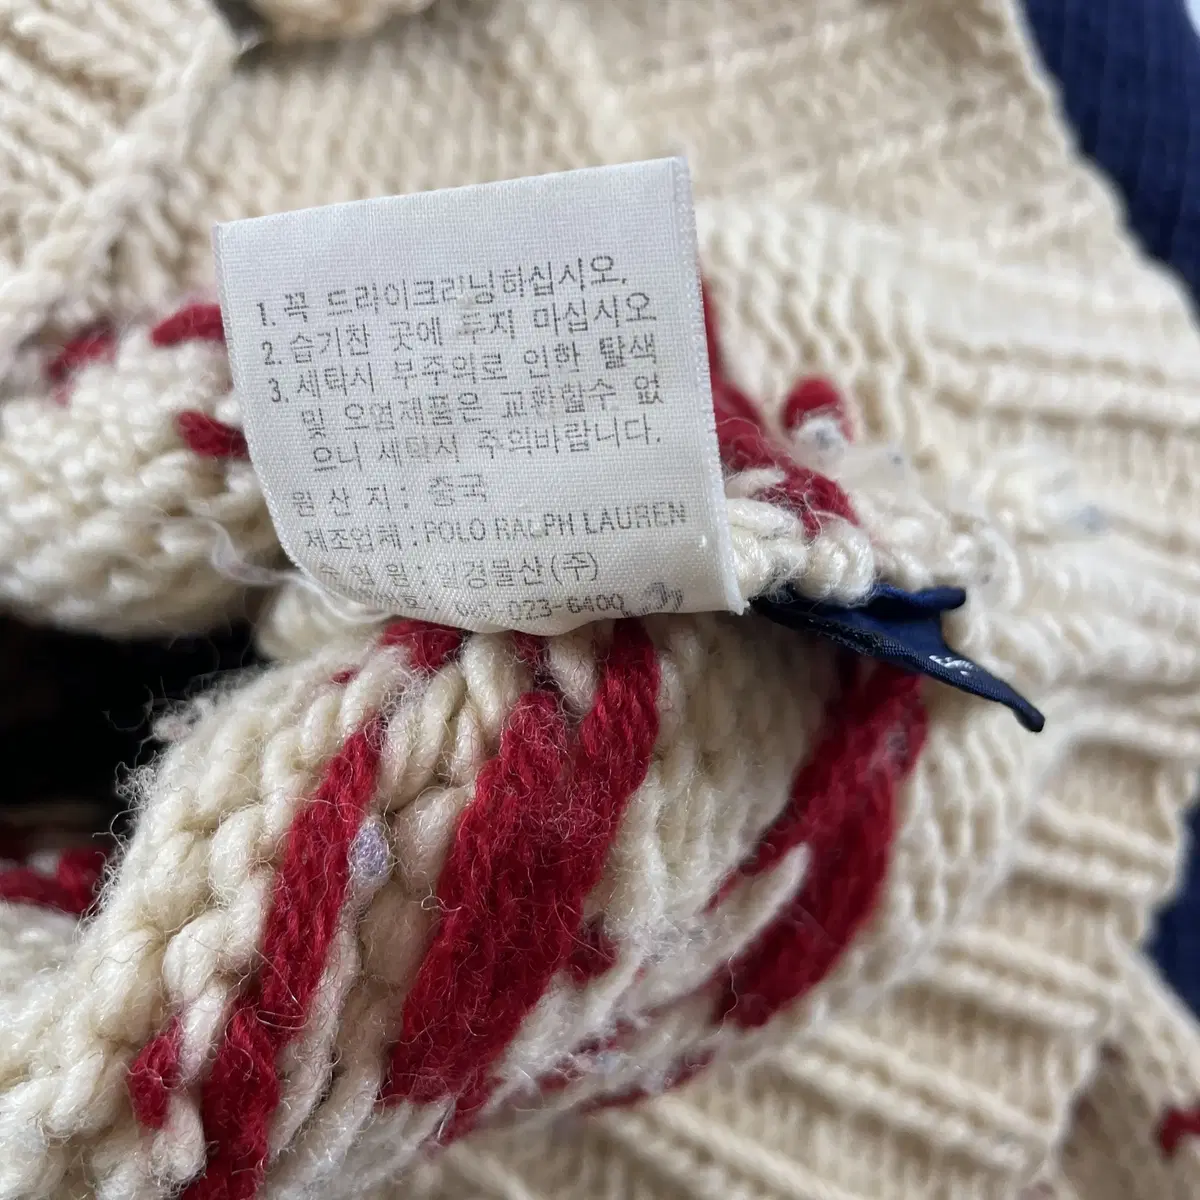 1. 꼭 드라이크리닝하십시오.
2. 습기찬 곳에 두지 마십시오
3. 세탁시 부주의로 인한 탈색
및 오염제품은 교환할수 없
으니 세탁시 주의바랍니다.
원 산 지 : 중국
제조업체 : POLO RALPH LAUREN
수 입 원 : 일경물산(주)
023-6400